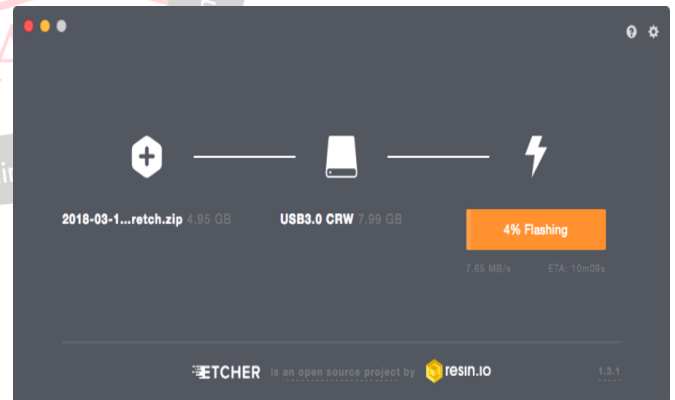 2018-03-1...retch.zip 4.95 GB
USB3.0 CRW 7.99 GB
4% Flashing
7.65 MB/s ETA: 10m09s
ETCHER is an open source project by resin.io 1.3.1